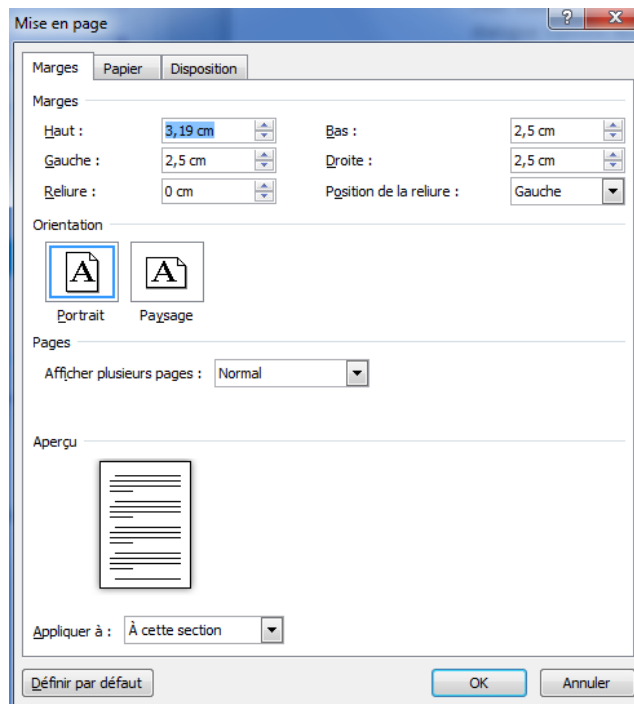 Mise en page
Marges Papier Disposition
Marges
Haut : 3,19 cm Bas : 2,5 cm
Gauche : 2,5 cm Droite : 2,5 cm
Reliure : 0 cm Position de la reliure : Gauche
Orientation
A A
Portrait Paysage
Pages
Afficher plusieurs pages : Normal
Aperçu
Appliquer à : À cette section
Définir par défaut OK Annuler